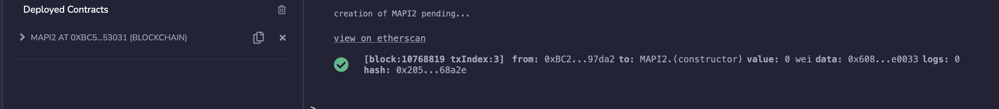 Deployed Contracts
MAPI2 AT 0XBC5...53031 (BLOCKCHAIN)
creation of MAPI2 pending...
view on etherscan
[block:10768819 txIndex:3] from: 0xBC2...97da2 to: MAPI2.(constructor) value: 0 wei data: 0x608...e0033 logs: 0
hash: 0x205...68a2e
>